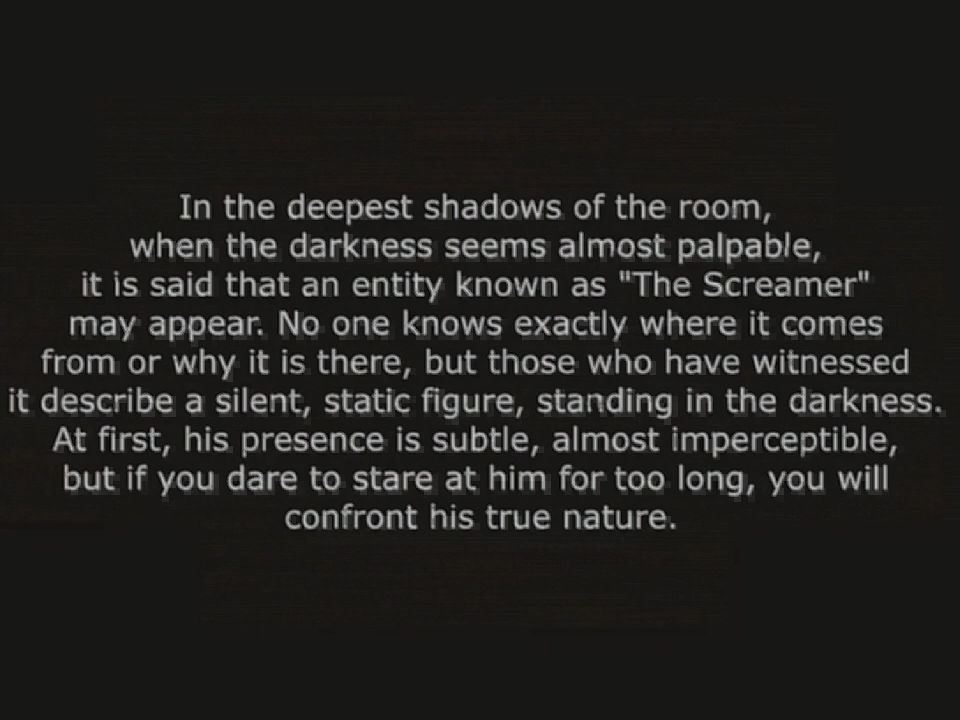 In the deepest shadows of the room,
when the darkness seems almost palpable,
it is said that an entity known as "The Screamer"
may appear. No one knows exactly where it comes
from or why it is there, but those who have witnessed
it describe a silent, static figure, standing in the darkness.
At first, his presence is subtle, almost imperceptible,
but if you dare to stare at him for too long, you will
confront his true nature.